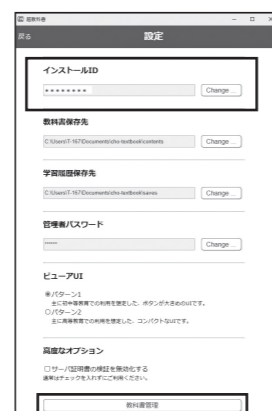 超教科書
戻る
設定
インストールID
********
Change ...
教科書保存先
C:\Users\T-167\Documents\cho-textbook\contents
Change ...
学習履歴保存先
C:\Users\T-167\Documents\cho-textbook\saves
Change ...
管理者パスワード
******
Change ...
ビューアUI
パターン1
主に初中等教育での利用を想定した、ボタンが大きめのUIです。
パターン2
主に高等教育での利用を想定した、コンパクトなUIです。
高度なオプション
サーバ証明書の検証を無効化する
通常はチェックを入れずにご利用ください。
教科書管理